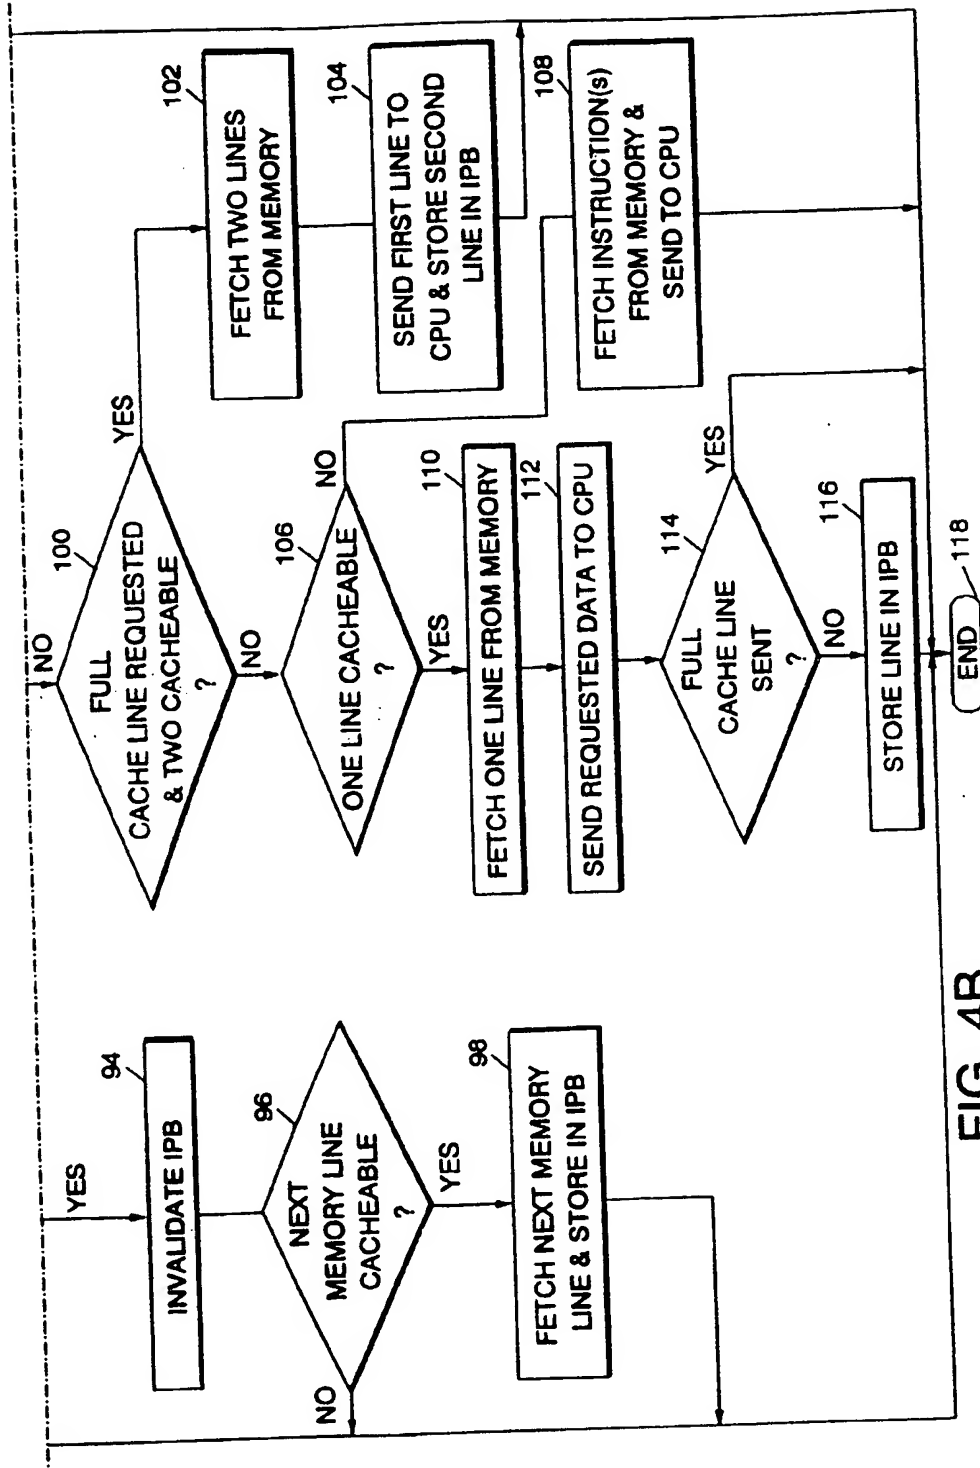 YES
94
INVALIDATE IPB
96
NEXT
MEMORY LINE
CACHEABLE
?
NO
YES
98
FETCH NEXT MEMORY
LINE & STORE IN IPB
NO
100
FULL
CACHE LINE REQUESTED
& TWO CACHEABLE
?
YES
NO
102
FETCH TWO LINES
FROM MEMORY
104
SEND FIRST LINE TO
CPU & STORE SECOND
LINE IN IPB
106
ONE LINE CACHEABLE
?
NO
YES
108
FETCH INSTRUCTION(s)
FROM MEMORY &
SEND TO CPU
110
FETCH ONE LINE FROM MEMORY
112
SEND REQUESTED DATA TO CPU
114
FULL
CACHE LINE
SENT
?
YES
NO
116
STORE LINE IN IPB
END
118
FIG. 4B